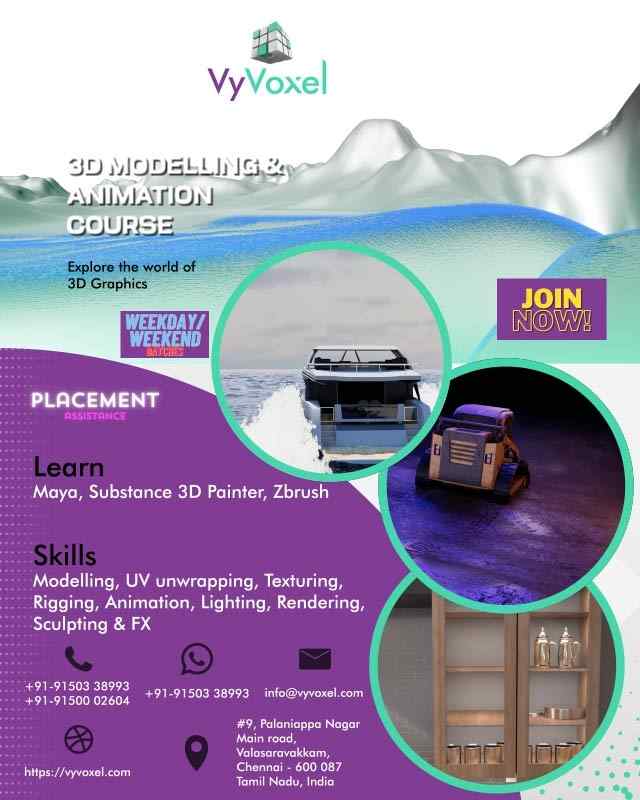 VyVoxel
3D MODELLING &
ANIMATION
COURSE
Explore the world of
3D Graphics
JOIN
NOW!
WEEKDAY/
WEEKEND
BATCHES
PLACEMENT
ASSISTANCE
Learn
Maya, Substance 3D Painter, Zbrush
Skills
Modelling, UV unwrapping, Texturing,
Rigging, Animation, Lighting, Rendering,
Sculpting & FX
+91-91503 38993
+91-91500 02604
+91-91503 38993
info@vyvoxel.com
https://vyvoxel.com
#9, Palaniappa Nagar
Main road,
Valasaravakkam,
Chennai - 600 087
Tamil Nadu, India